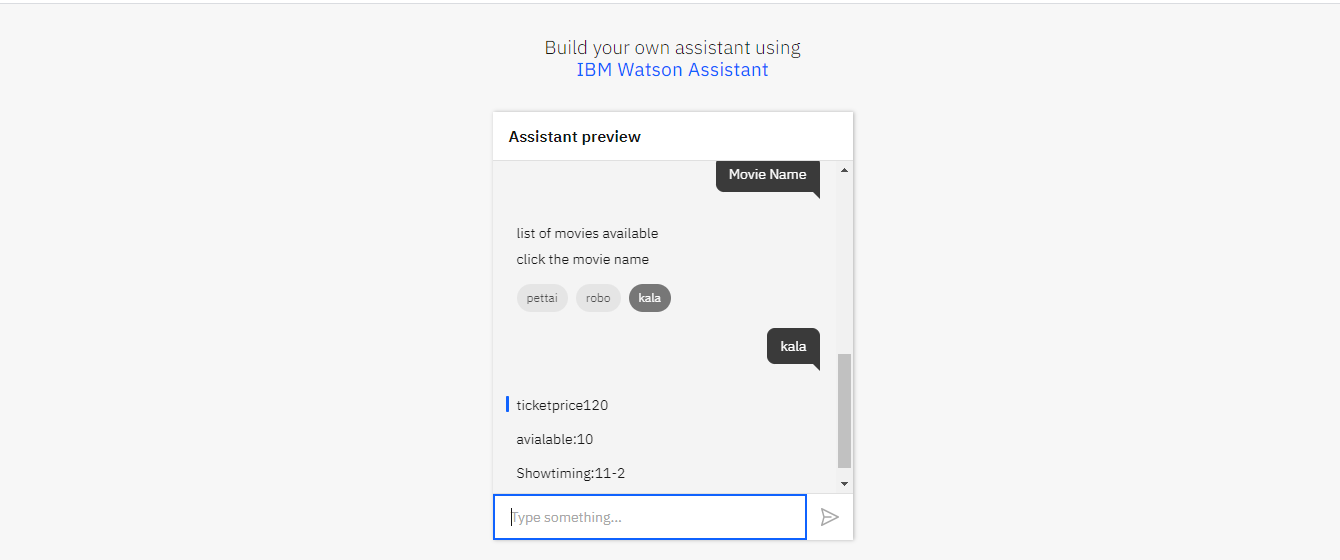 Build your own assistant using
IBM Watson Assistant
Assistant preview
Movie Name
list of movies available
click the movie name
pettai robo kala
kala
ticketprice120
avialable:10
Showtiming:11-2
Type something...